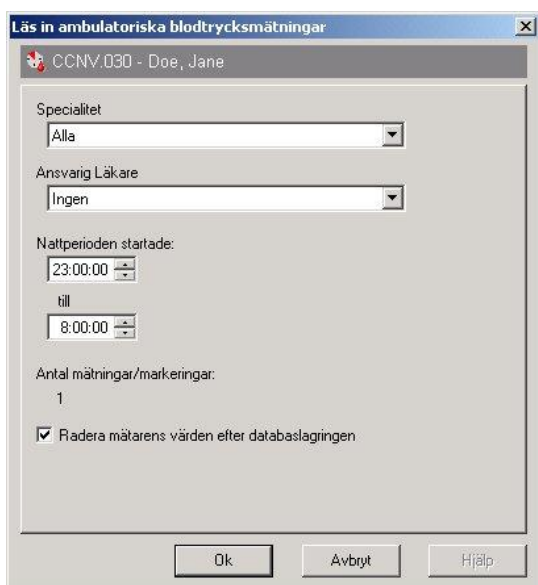 Läs in ambulatoriska blodtrycksmätningar
CCNV.030 - Doe, Jane
Specialitet
Alla
Ansvarig Läkare
Ingen
Nattperioden startade:
23:00:00
till
8:00:00
Antal mätningar/markeringar:
1
Radera mätarens värden efter databaslagringen
Ok Avbryt Hjälp